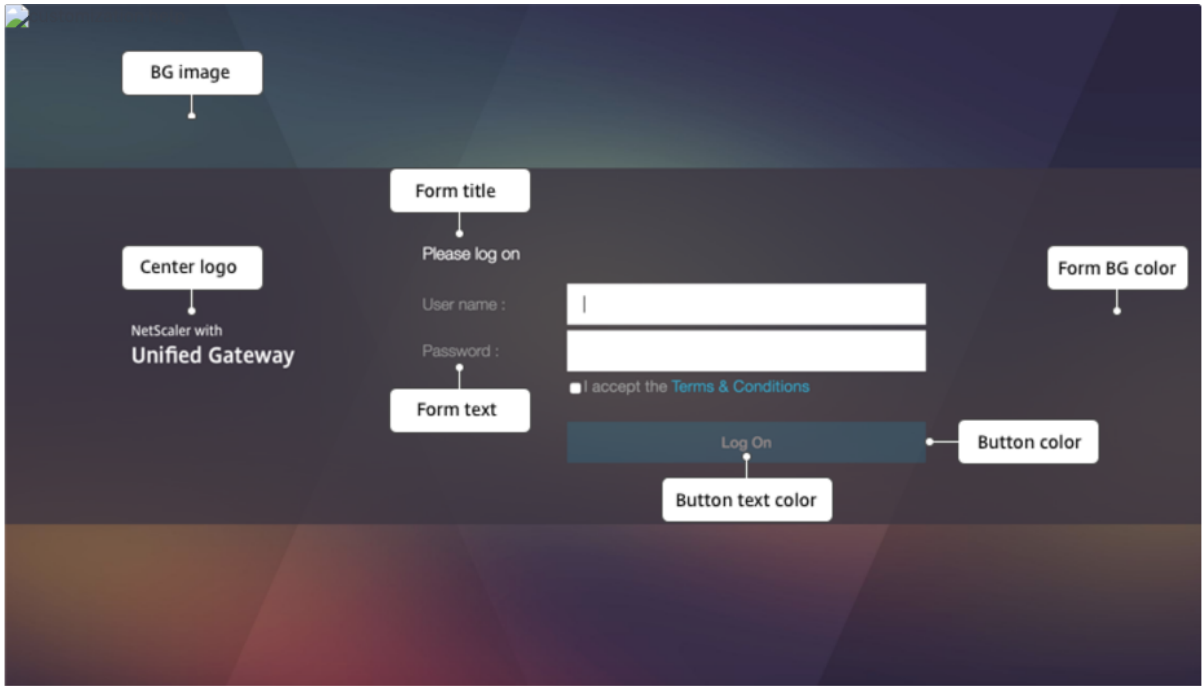 BG image
Form title
Please log on
Center logo
Form BG color
NetScaler with
Unified Gateway
User name :
Password :
I accept the Terms & Conditions
Form text
Log On
Button color
Button text color